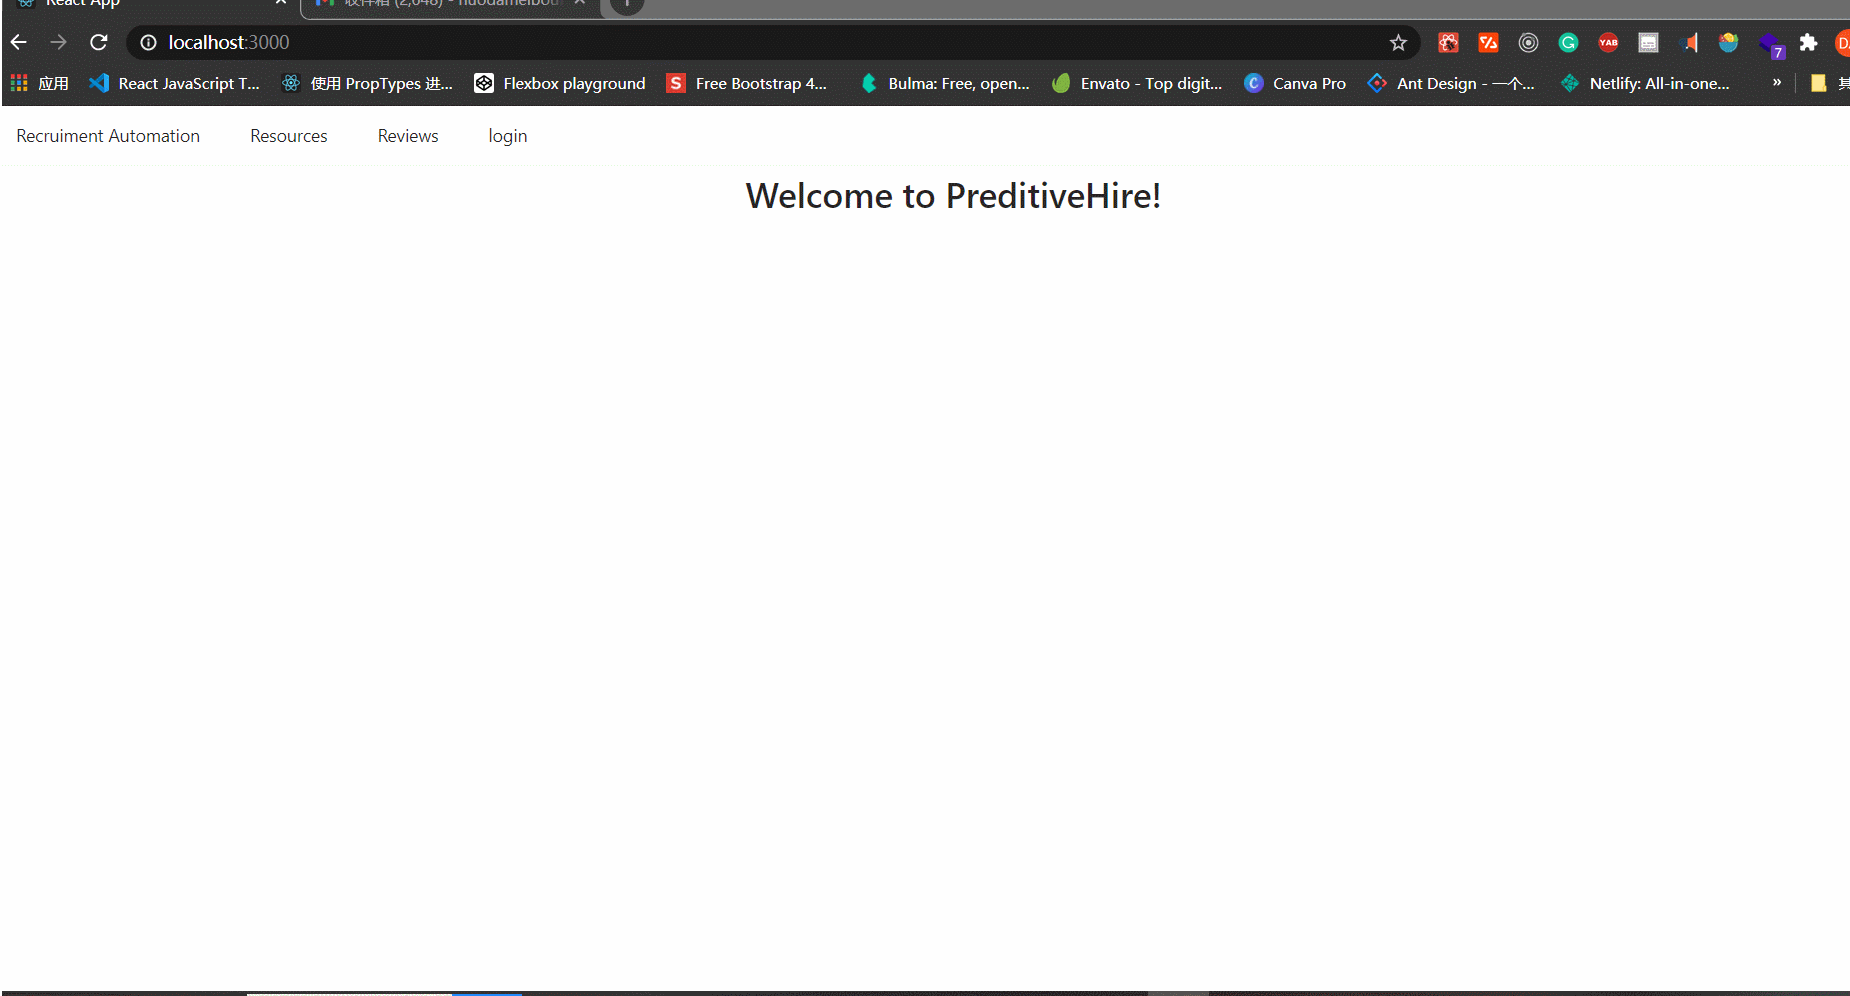 React App
收件箱 (2,048) -
localhost:3000
YAB
7
应用 React JavaScript T... 使用 PropTypes 进... Flexbox playground Free Bootstrap 4... Bulma: Free, open... Envato - Top digit... Canva Pro Ant Design - 一个... Netlify: All-in-one... »
Recruiment Automation Resources Reviews login
Welcome to PreditiveHire!